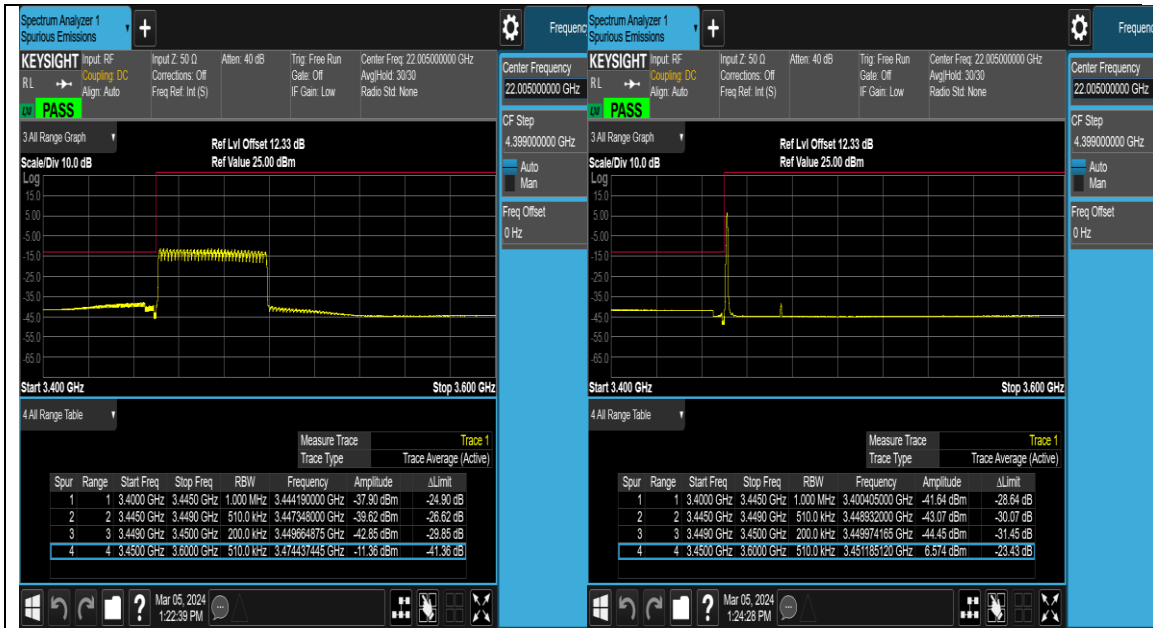 Spectrum Analyzer 1
Spurious Emissions
+
Frequenc
KEYSIGHT Input: RF Input Z: 50 Ω Atten: 40 dB Trig: Free Run Center Freq: 22.005000000 GHz
RL Coupling: DC Corrections: Off Gate: Off Avg|Hold: 30/30
Align: Auto Freq Ref: Int (S) IF Gain: Low Radio Std: None
PASS
Center Frequency
22.005000000 GHz
CF Step
4.399000000 GHz
Auto
Man
Freq Offset
0 Hz
3 All Range Graph
Ref Lvl Offset 12.33 dB
Scale/Div 10.0 dB Ref Value 25.00 dBm
Log
15.0
5.00
-5.00
-15.0
-25.0
-35.0
-45.0
-55.0
-65.0
Start 3.400 GHz Stop 3.600 GHz
4 All Range Table
Measure Trace Trace 1
Trace Type Trace Average (Active)
Spur Range Start Freq Stop Freq RBW Frequency Amplitude ΔLimit
1 1 3.4000 GHz 3.4450 GHz 1.000 MHz 3.444190000 GHz -37.90 dBm -24.90 dB
2 2 3.4450 GHz 3.4490 GHz 510.0 kHz 3.447348000 GHz -39.62 dBm -26.62 dB
3 3 3.4490 GHz 3.4500 GHz 200.0 kHz 3.449664875 GHz -42.85 dBm -29.85 dB
4 4 3.4500 GHz 3.6000 GHz 510.0 kHz 3.474437445 GHz -11.36 dBm -41.36 dB
? Mar 05, 2024
1:22:39 PM
Spectrum Analyzer 1
Spurious Emissions
+
Frequenc
KEYSIGHT Input: RF Input Z: 50 Ω Atten: 40 dB Trig: Free Run Center Freq: 22.005000000 GHz
RL Coupling: DC Corrections: Off Gate: Off Avg|Hold: 30/30
Align: Auto Freq Ref: Int (S) IF Gain: Low Radio Std: None
PASS
Center Frequency
22.005000000 GHz
CF Step
4.399000000 GHz
Auto
Man
Freq Offset
0 Hz
3 All Range Graph
Ref Lvl Offset 12.33 dB
Scale/Div 10.0 dB Ref Value 25.00 dBm
Log
15.0
5.00
-5.00
-15.0
-25.0
-35.0
-45.0
-55.0
-65.0
Start 3.400 GHz Stop 3.600 GHz
4 All Range Table
Measure Trace Trace 1
Trace Type Trace Average (Active)
Spur Range Start Freq Stop Freq RBW Frequency Amplitude ΔLimit
1 1 3.4000 GHz 3.4450 GHz 1.000 MHz 3.400405000 GHz -41.64 dBm -28.64 dB
2 2 3.4450 GHz 3.4490 GHz 510.0 kHz 3.448932000 GHz -43.07 dBm -30.07 dB
3 3 3.4490 GHz 3.4500 GHz 200.0 kHz 3.449974165 GHz -44.45 dBm -31.45 dB
4 4 3.4500 GHz 3.6000 GHz 510.0 kHz 3.451185120 GHz 6.574 dBm -23.43 dB
? Mar 05, 2024
1:24:28 PM